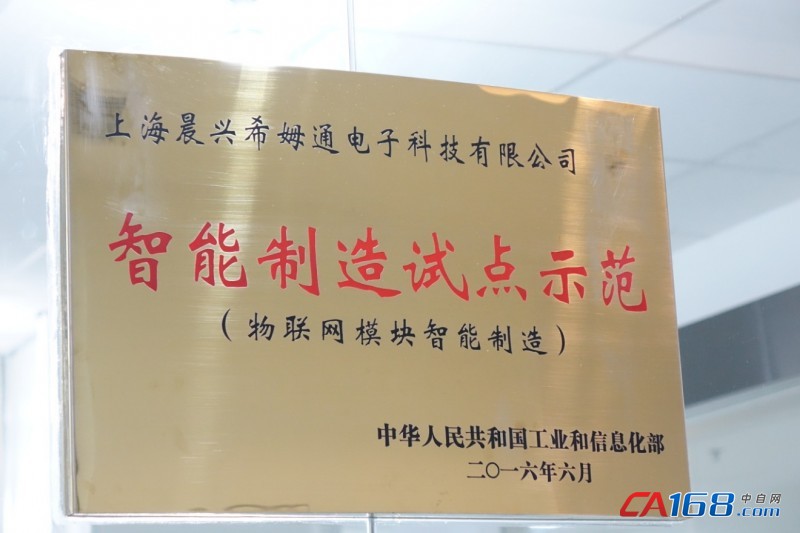 上海晨兴希姆通电子科技有限公司
智能制造试点示范
(物联网模块智能制造)
中华人民共和国工业和信息化部
二〇一六年六月
CA168 中自网
.com